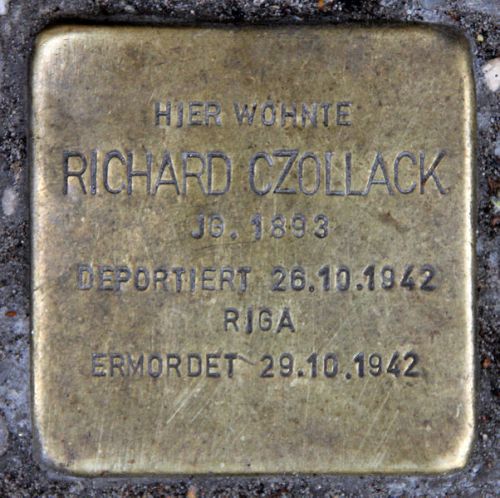 HIER WOHNTE
RICHARD CZOLLACK
JG. 1893
DEPORTIERT 26.10.1942
RIGA
ERMORDET 29.10.1942